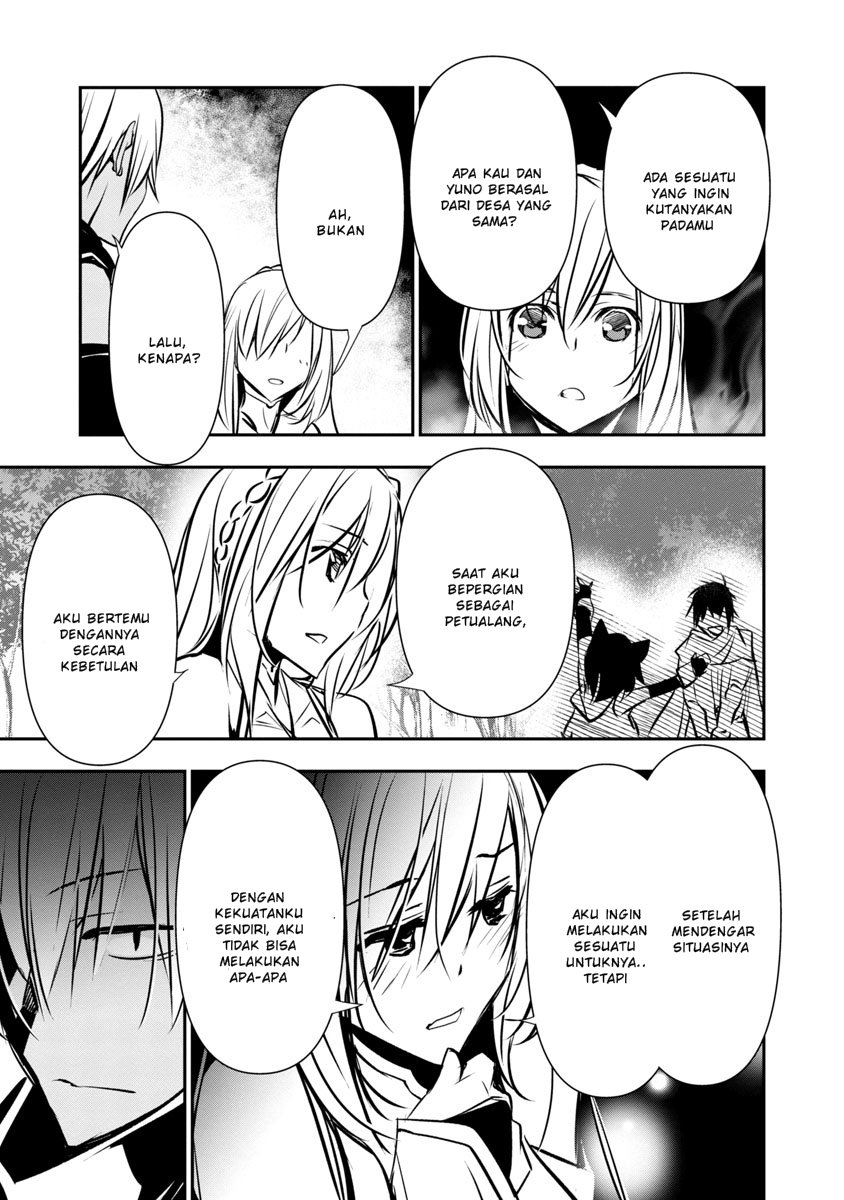 ADA SESUATU
YANG INGIN
KUTANYAKAN
PADAMU
APA KAU DAN
YUNO BERASAL
DARI DESA YANG
SAMA?
AH,
BUKAN
LALU,
KENAPA?
SAAT AKU
BEPERGIAN
SEBAGAI
PETUALANG,
AKU BERTEMU
DENGANNYA
SECARA
KEBETULAN
SETELAH
MENDENGAR
SITUASINYA
AKU INGIN
MELAKUKAN
SESUATU
UNTUKNYA..
TETAPI
DENGAN
KEKUATANKU
SENDIRI, AKU
TIDAK BISA
MELAKUKAN
APA-APA